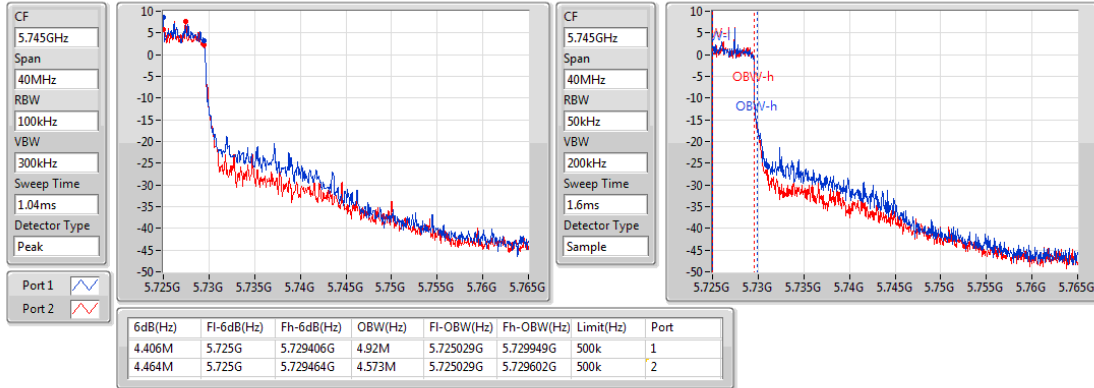 CF
5.745GHz
Span
40MHz
RBW
100kHz
VBW
300kHz
Sweep Time
1.04ms
Detector Type
Peak
Port 1
Port 2
10
5
0
-5
-10
-15
-20
-25
-30
-35
-40
-45
-50
5.725G 5.73G 5.735G 5.74G 5.745G 5.75G 5.755G 5.76G 5.765G
CF
5.745GHz
Span
40MHz
RBW
50kHz
VBW
200kHz
Sweep Time
1.6ms
Detector Type
Sample
10
5
0
-5
-10
-15
-20
-25
-30
-35
-40
-45
-50
OBW-h
OBW-h
5.725G 5.73G 5.735G 5.74G 5.745G 5.75G 5.755G 5.76G 5.765G
6dB(Hz) Fl-6dB(Hz) Fh-6dB(Hz) OBW(Hz) Fl-OBW(Hz) Fh-OBW(Hz) Limit(Hz) Port
4.406M 5.725G 5.729406G 4.92M 5.725029G 5.729949G 500k 1
4.464M 5.725G 5.729464G 4.573M 5.725029G 5.729602G 500k 2